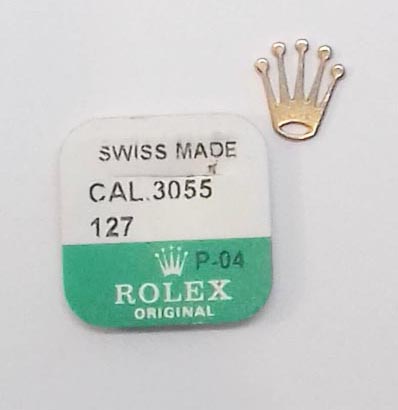 SWISS MADE
CAL.3055
127
P-04
ROLEX
ORIGINAL